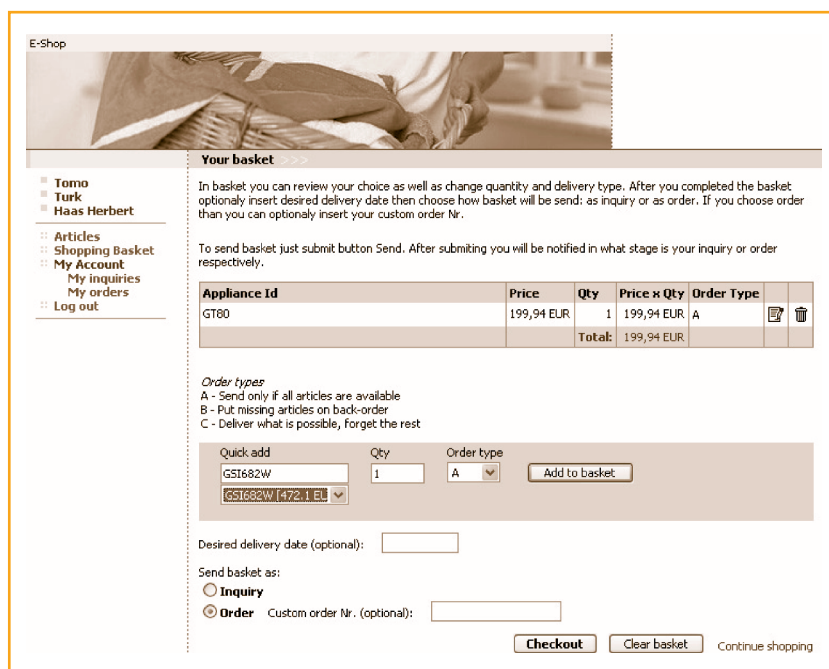 E-Shop
Your basket >>>
Tomo
Turk
Haas Herbert
Articles
Shopping Basket
My Account
My inquiries
My orders
Log out
In basket you can review your choice as well as change quantity and delivery type. After you completed the basket
optionaly insert desired delivery date then choose how basket will be send: as inquiry or as order. If you choose order
than you can optionaly insert your custom order Nr.
To send basket just submit button Send. After submiting you will be notified in what stage is your inquiry or order
respectively.
Appliance Id Price Qty Price x Qty Order Type
GT80 199,94 EUR 1 199,94 EUR A
Total: 199,94 EUR
Order types
A - Send only if all articles are available
B - Put missing articles on back-order
C - Deliver what is possible, forget the rest
Quick add Qty Order type
GSI682W 1 A Add to basket
GSI682W [472.1 EU
Desired delivery date (optional):
Send basket as:
Inquiry
Order Custom order Nr. (optional):
Checkout Clear basket Continue shopping